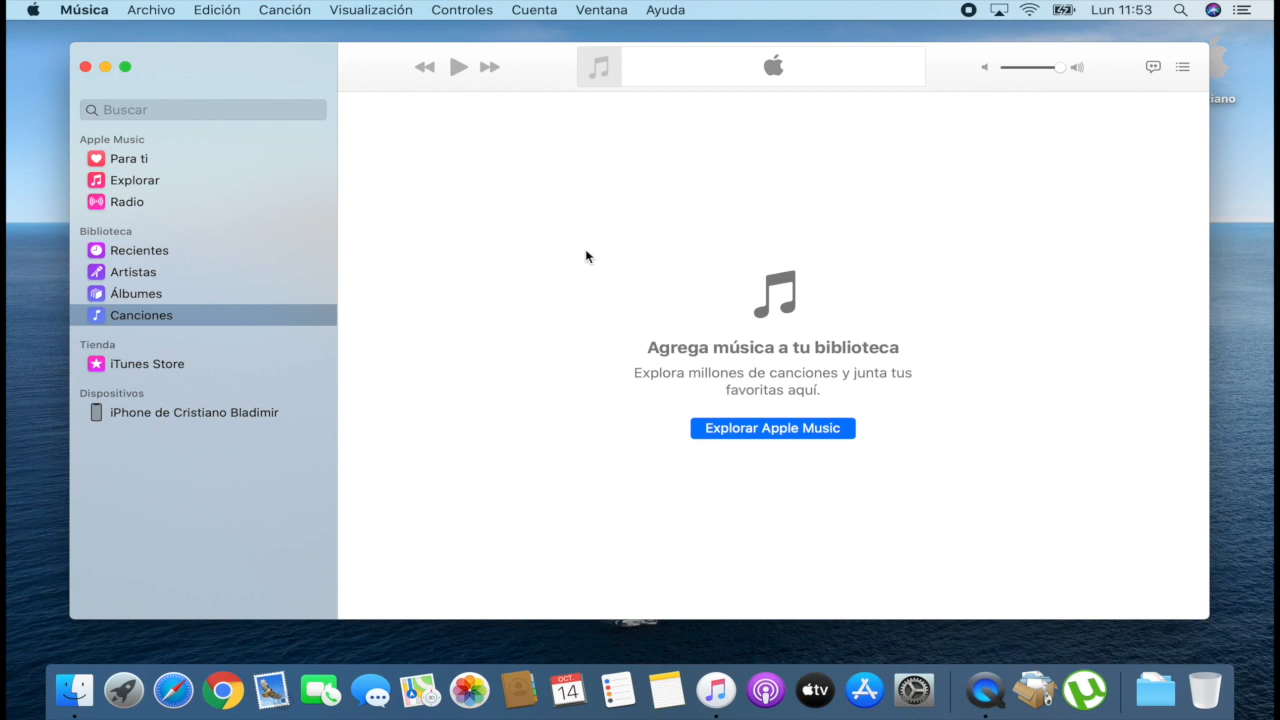 Música Archivo Edición Canción Visualización Controles Cuenta Ventana Ayuda Lun 11:53
iano
Buscar
Apple Music
Para ti
Explorar
Radio
Biblioteca
Recientes
Artistas
Álbumes
Canciones
Tienda
iTunes Store
Dispositivos
iPhone de Cristiano Bladimir
Agrega música a tu biblioteca
Explora millones de canciones y junta tus
favoritas aquí.
Explorar Apple Music
OCT
14
tv